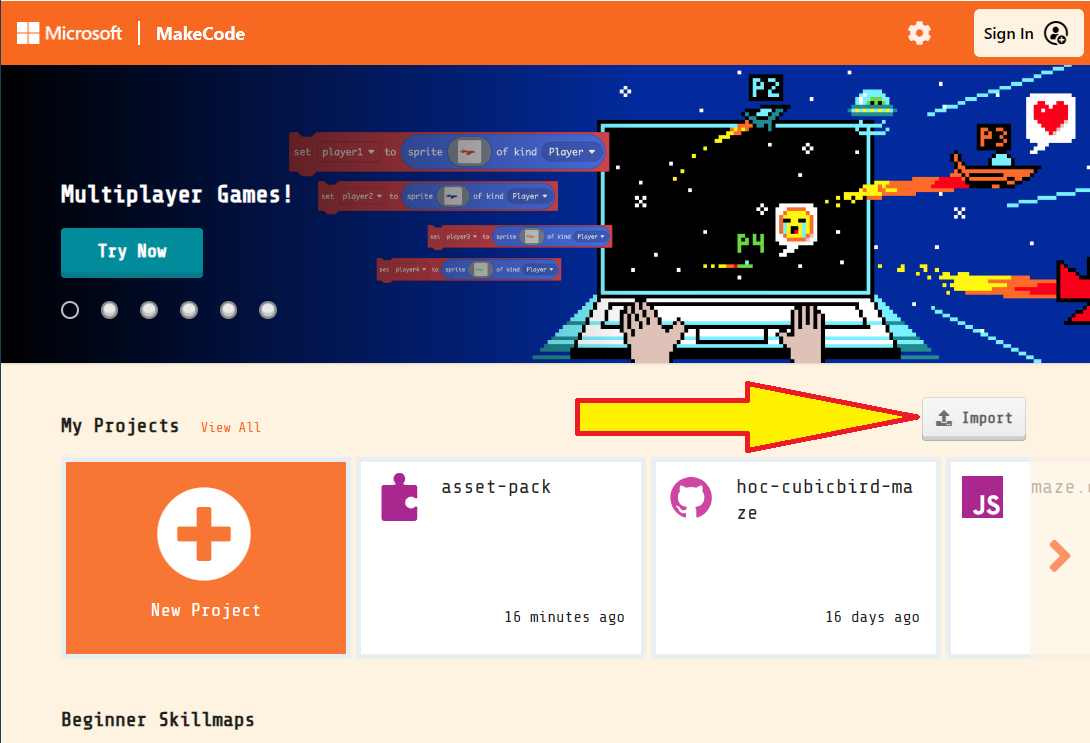 Microsoft MakeCode Sign In
P2
P3
set player1 to sprite of kind Player
Multiplayer Games!
set player2 to sprite of kind Player
set player3 to sprite of kind Player
P4
Try Now
set player4 to sprite of kind Player
My Projects View All
Import
asset-pack
hoc-cubicbird-ma
ze
JS
maze.
New Project
16 minutes ago
16 days ago
Beginner Skillmaps